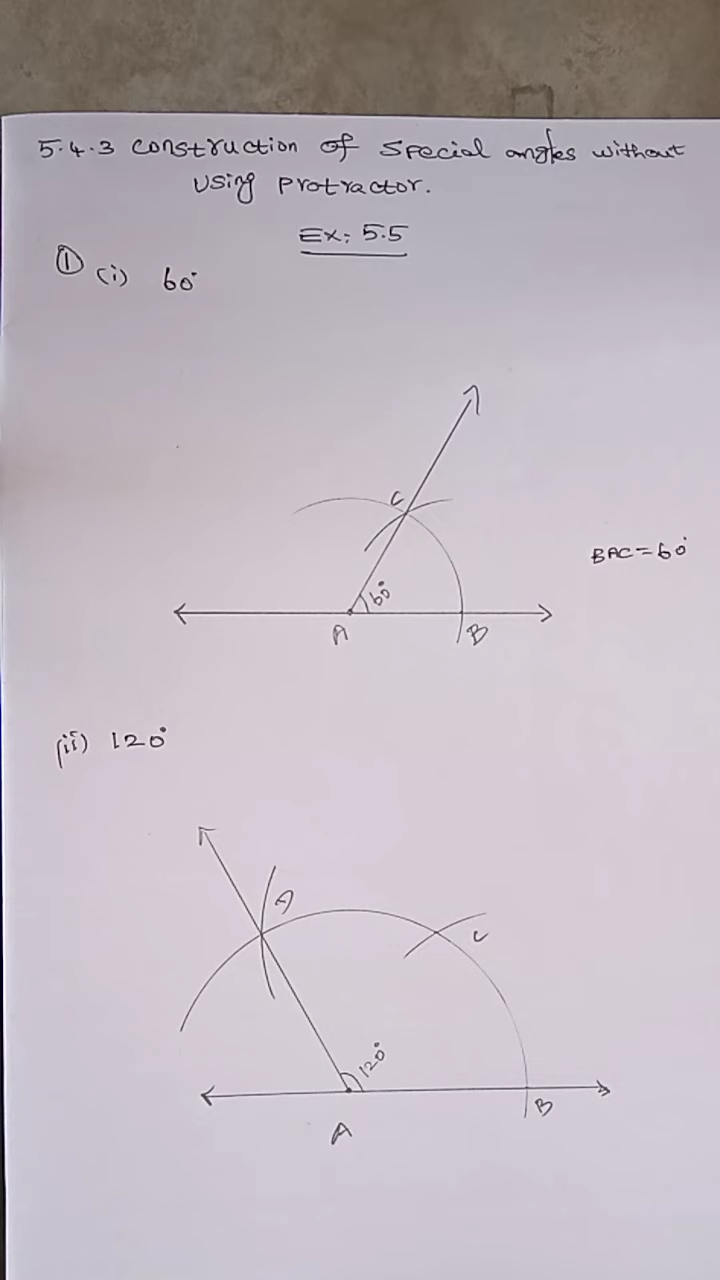 5.4.3 construction of special angles without
using protractor.
Ex: 5.5
① (i) 60°
C
BAC = 60°
60°
A
B
(ii) 120°
D
C
120°
B
A